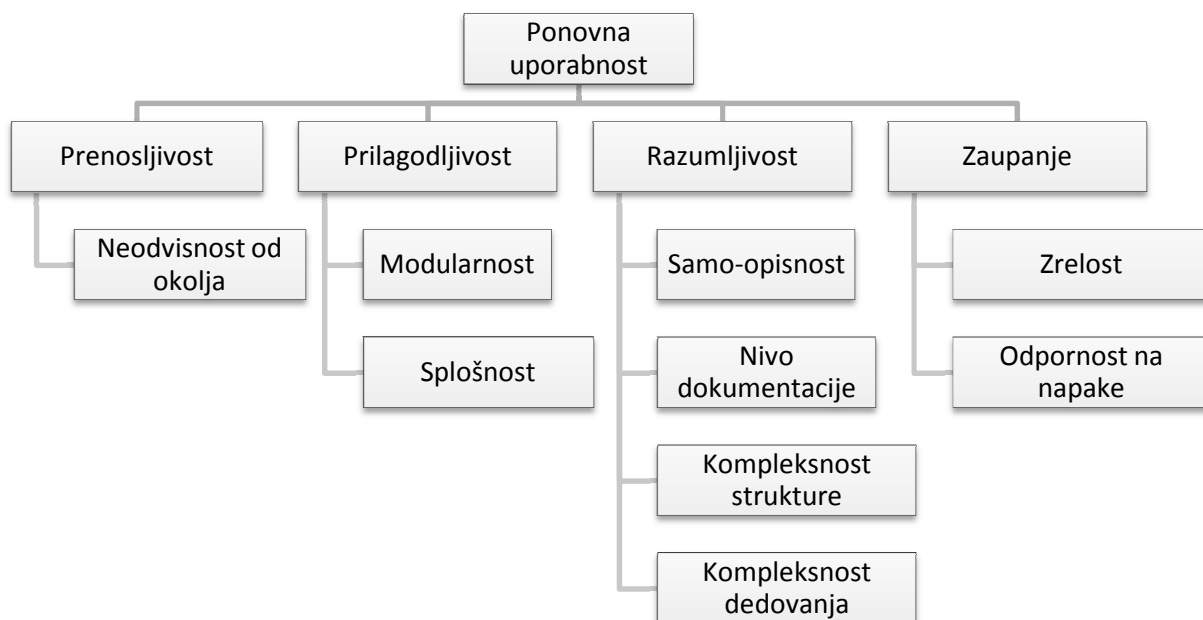 Ponovna
uporabnost
Prenosljivost
Prilagodljivost
Razumljivost
Zaupanje
Neodvisnost od
okolja
Modularnost
Splošnost
Samo-opisnost
Nivo
dokumentacije
Kompleksnost
strukture
Kompleksnost
dedovanja
Zrelost
Odpornost na
napake